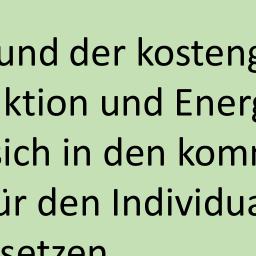 und der kosteng
ktion und Energ
sich in den komm
ür den Individua
setzen